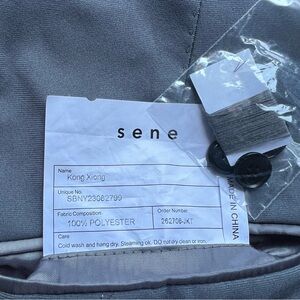 sene
Name
Kong Xiong
Unique No.
SBNY23082799
Fabric Composition
100% POLYESTER
Order Number
262708-JKT
Care
Cold wash and hang dry. Steaming ok. DO not dry clean or iron.
MADE IN CHINA